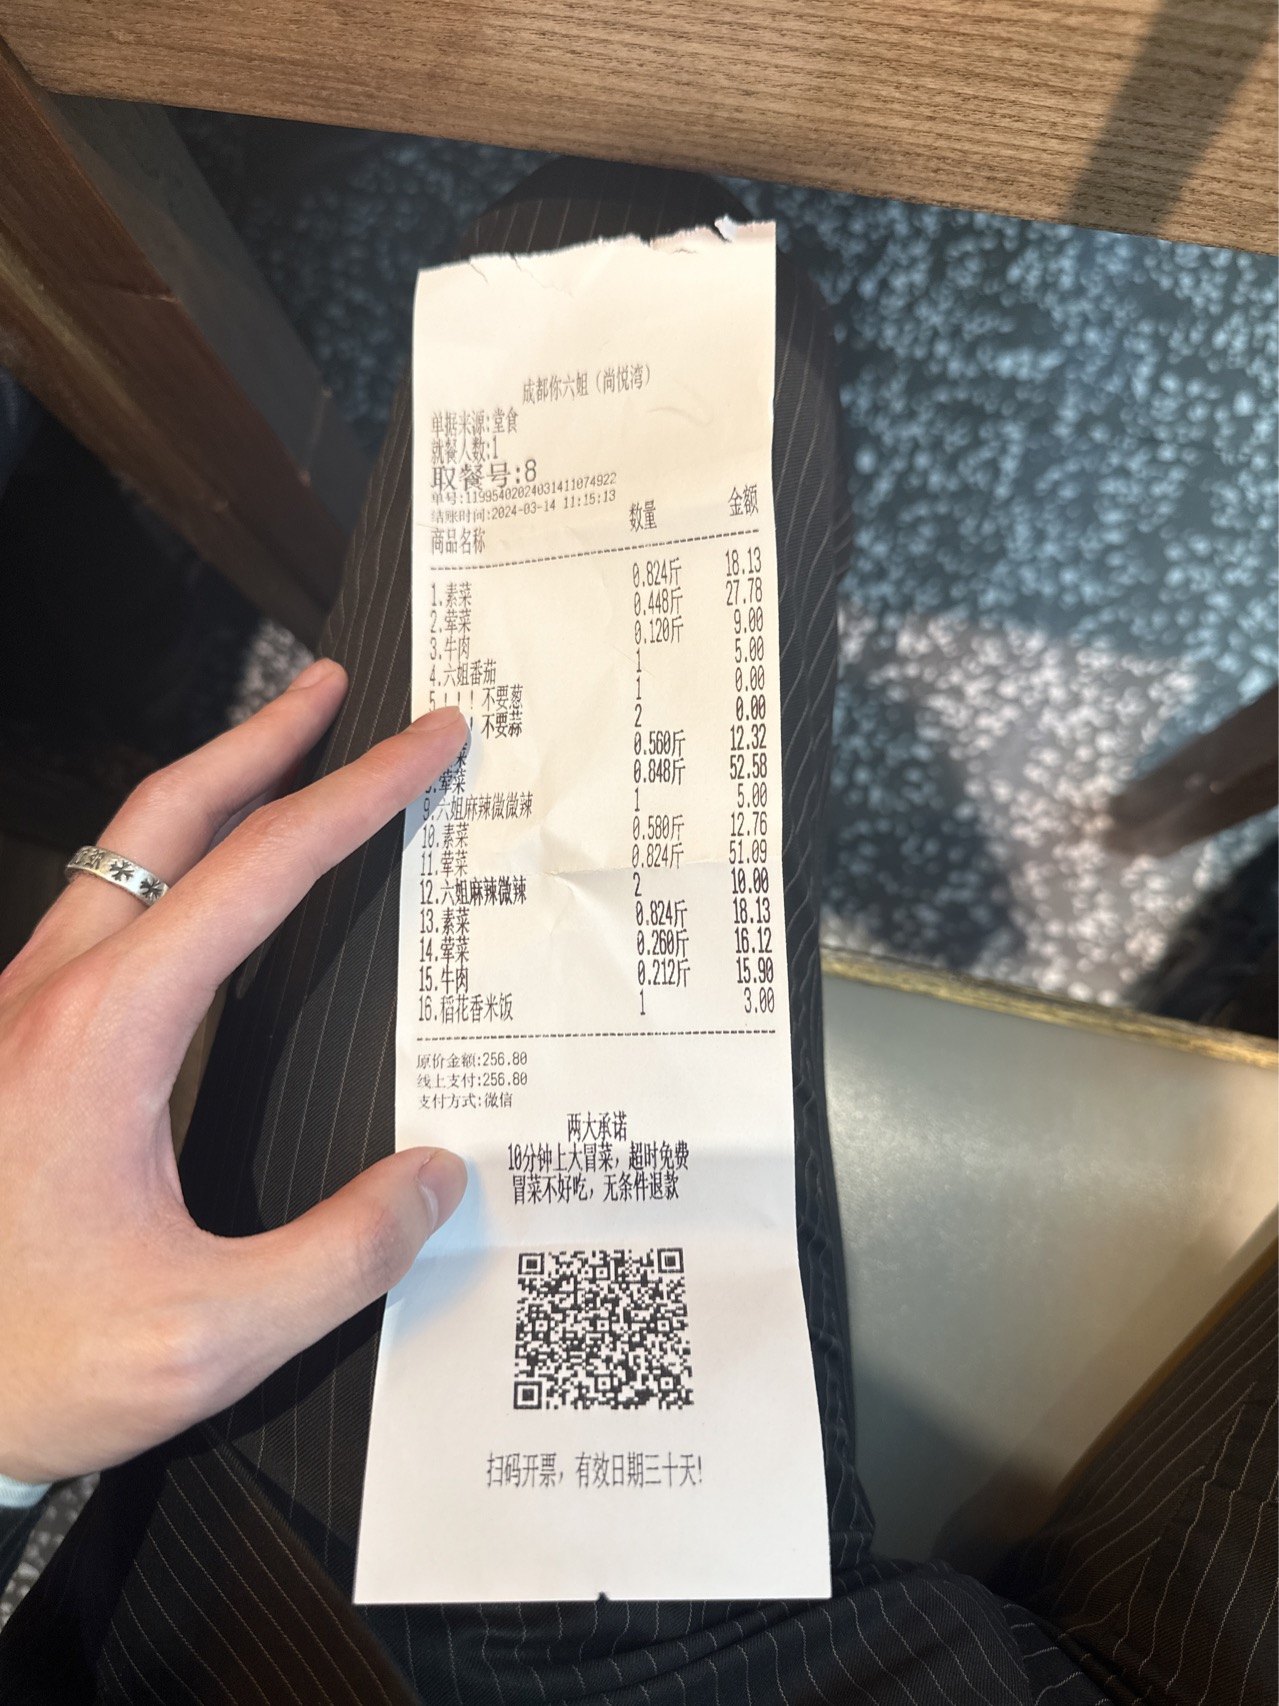 成都你六姐（尚悦湾）
单据来源:堂食
就餐人数:1
取餐号:8
单号:11995402024031411074922
结账时间:2024-03-14 11:15:13
商品名称 数量 金额
1.素菜 0.824斤 18.13
2.荤菜 0.448斤 27.78
3.牛肉 0.120斤 9.00
4.六姐番茄 1 5.00
5！！！不要葱 1 0.00
！不要蒜 2 0.00
菜 0.560斤 12.32
8.荤菜 0.848斤 52.58
9.六姐麻辣微微辣 1 5.00
10.素菜 0.580斤 12.76
11.荤菜 0.824斤 51.09
12.六姐麻辣微辣 2 10.00
13.素菜 0.824斤 18.13
14.荤菜 0.260斤 16.12
15.牛肉 0.212斤 15.90
16.稻花香米饭 1 3.00
原价金额:256.80
线上支付:256.80
支付方式:微信
两大承诺
10分钟上大冒菜，超时免费
冒菜不好吃，无条件退款
扫码开票，有效日期三十天!